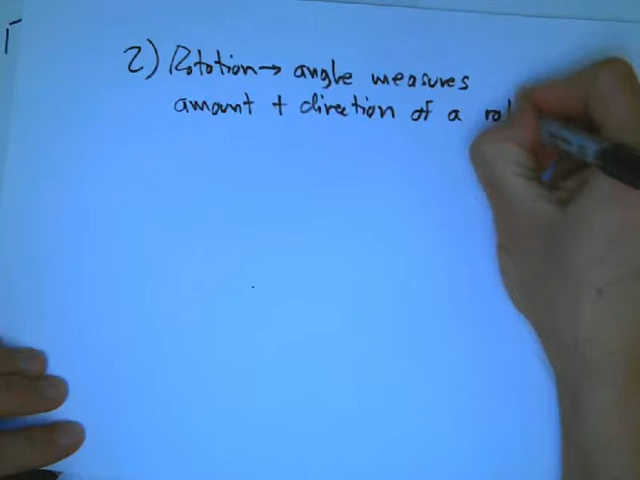 2) Rotation → angle measures
amount + direction of a